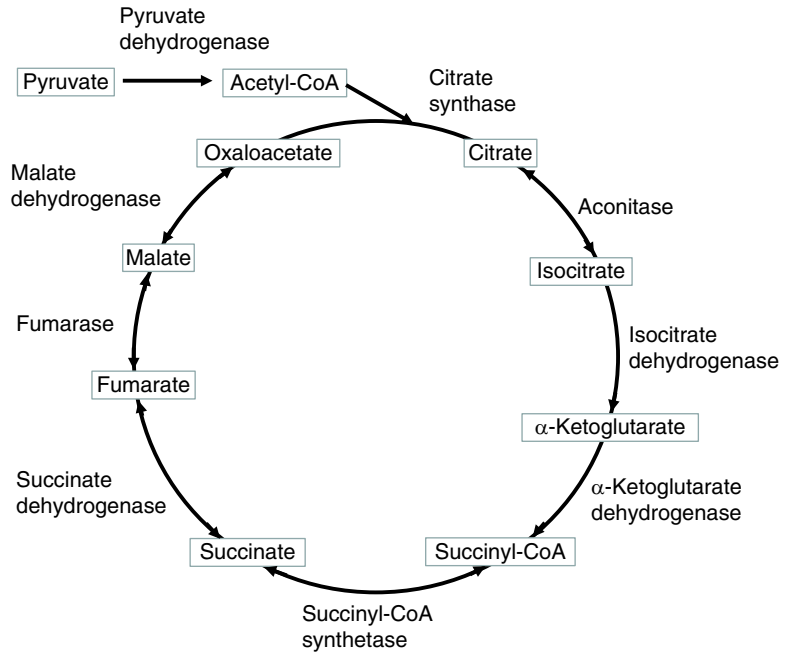 Pyruvate
dehydrogenase
Pyruvate
Acetyl-CoA
Citrate
synthase
Oxaloacetate
Citrate
Malate
dehydrogenase
Aconitase
Malate
Isocitrate
Fumarase
Isocitrate
dehydrogenase
Fumarate
α-Ketoglutarate
Succinate
dehydrogenase
α-Ketoglutarate
dehydrogenase
Succinate
Succinyl-CoA
Succinyl-CoA
synthetase